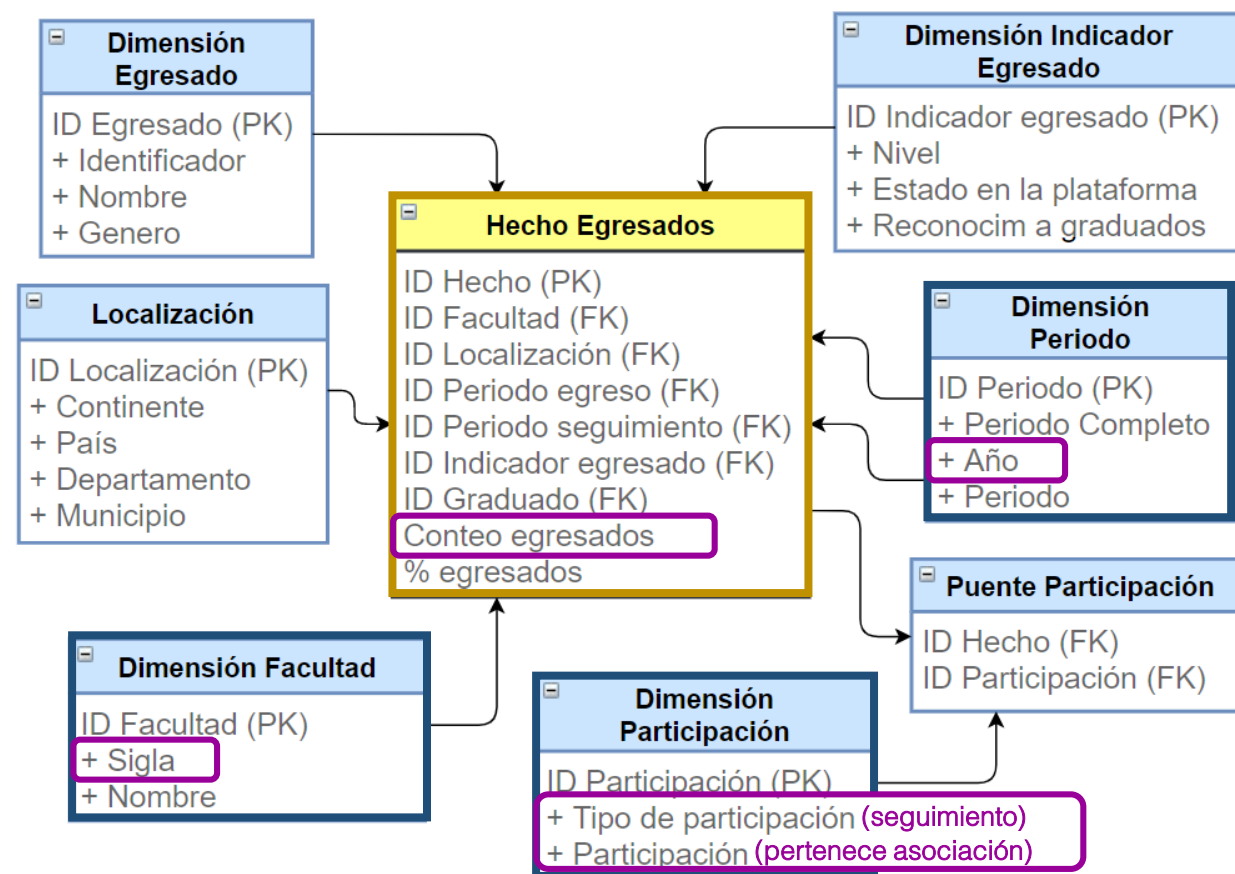 Dimensión
Egresado
ID Egresado (PK)
+ Identificador
+ Nombre
+ Genero
Dimensión Indicador
Egresado
ID Indicador egresado (PK)
+ Nivel
+ Estado en la plataforma
+ Reconocim a graduados
Hecho Egresados
ID Hecho (PK)
ID Facultad (FK)
ID Localización (FK)
ID Periodo egreso (FK)
ID Periodo seguimiento (FK)
ID Indicador egresado (FK)
ID Graduado (FK)
Conteo egresados
% egresados
Localización
ID Localización (PK)
+ Continente
+ País
+ Departamento
+ Municipio
Dimensión
Periodo
ID Periodo (PK)
+ Periodo Completo
+ Año
+ Periodo
Puente Participación
ID Hecho (FK)
ID Participación (FK)
Dimensión Facultad
ID Facultad (PK)
+ Sigla
+ Nombre
Dimensión
Participación
ID Participación (PK)
+ Tipo de participación (seguimiento)
+ Participación (pertenece asociación)